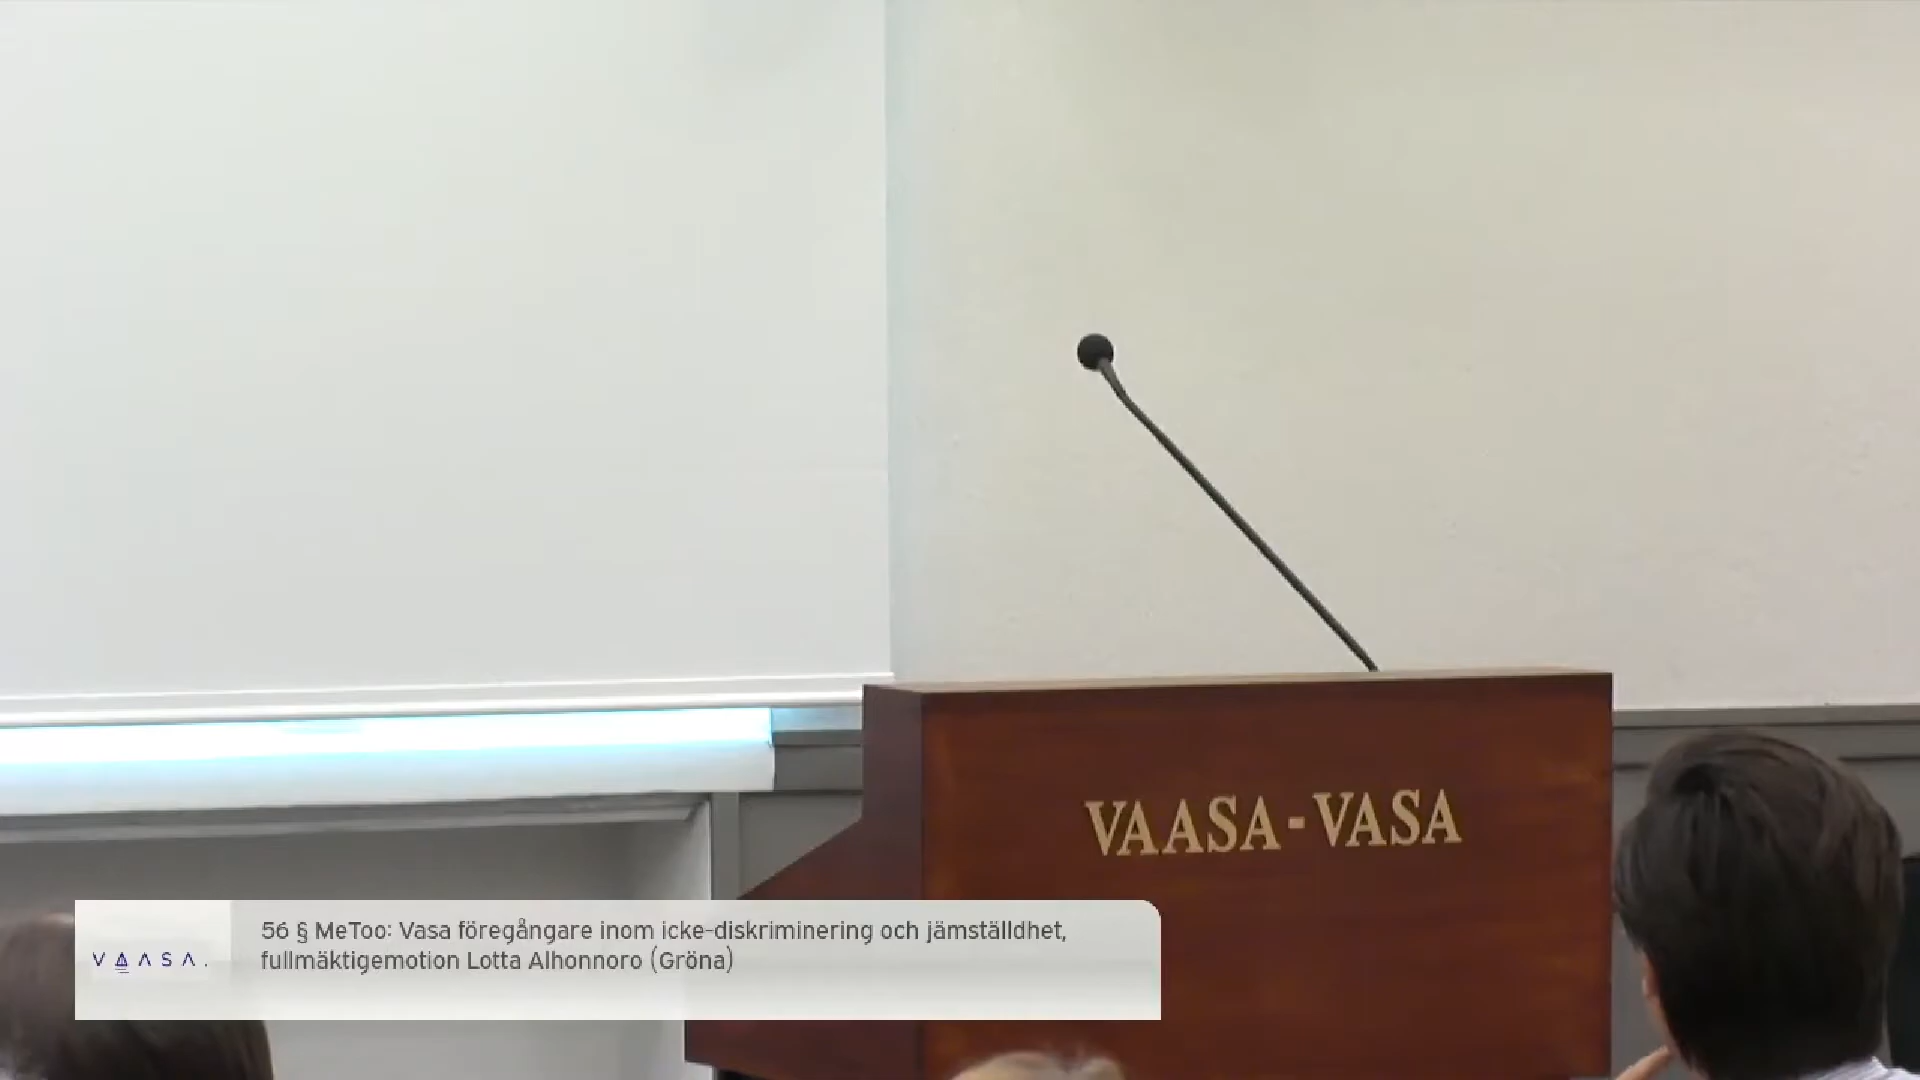 VAASA-VASA
VAASA.
56 § MeToo: Vasa föregångare inom icke-diskriminering och jämställdhet,
fullmäktigemotion Lotta Alhonnoro (Gröna)